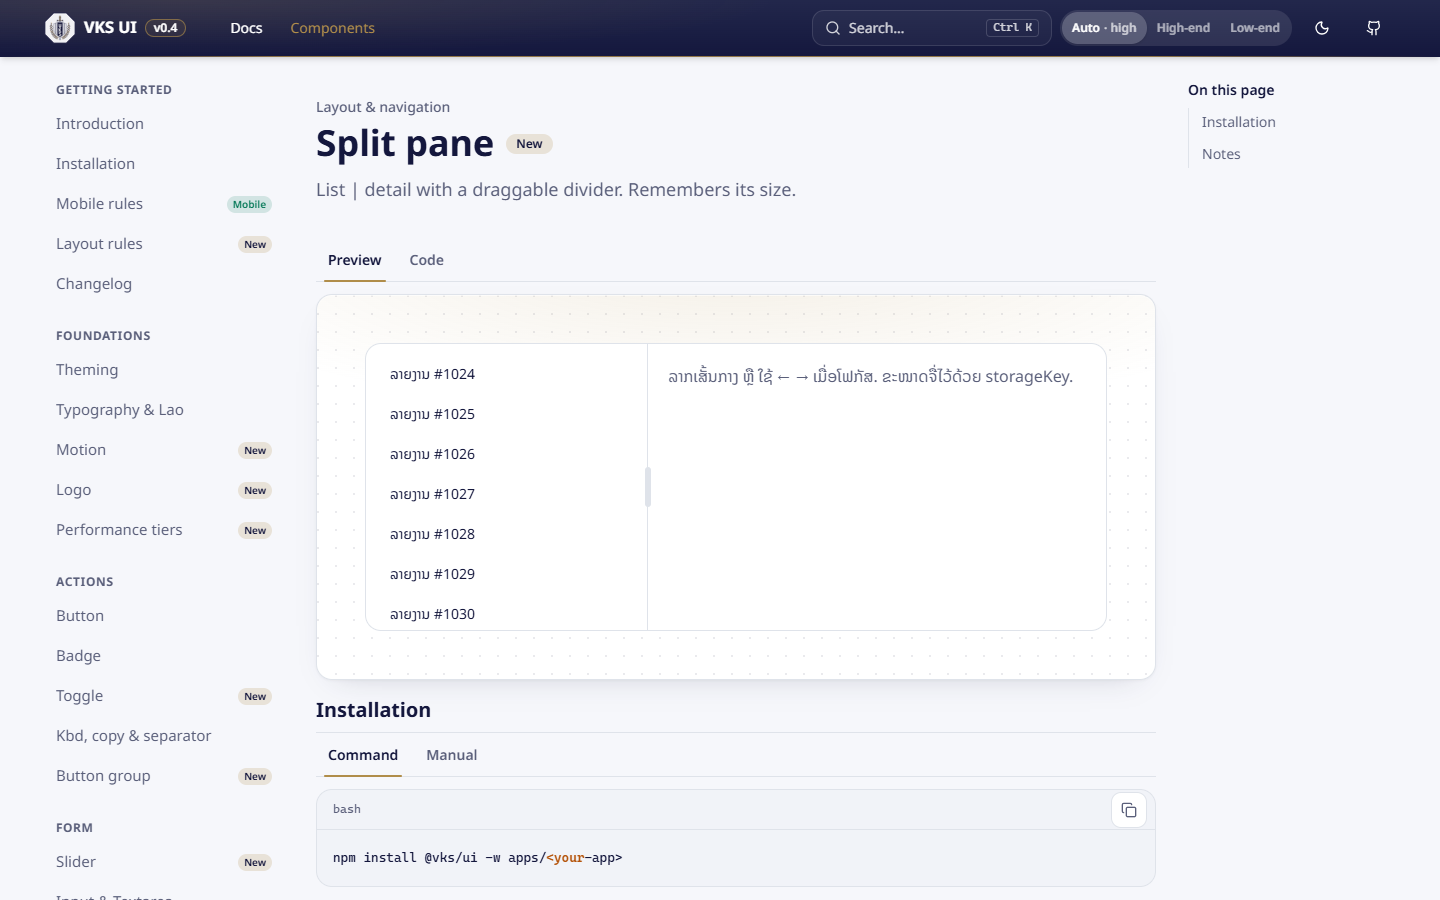 VKS UI v0.4 Docs Components Search... Ctrl K Auto · high High-end Low-end
GETTING STARTED
Introduction
Installation
Mobile rules Mobile
Layout rules New
Changelog
FOUNDATIONS
Theming
Typography & Lao
Motion New
Logo New
Performance tiers New
ACTIONS
Button
Badge
Toggle New
Kbd, copy & separator
Button group New
FORM
Slider New
Layout & navigation
Split pane New
List | detail with a draggable divider. Remembers its size.
Preview Code
ລາຍງານ #1024
ລາຍງານ #1025
ລາຍງານ #1026
ລາຍງານ #1027
ລາຍງານ #1028
ລາຍງານ #1029
ລາຍງານ #1030
ລາກເສັ້ນກາງ ຫຼື ໃຊ້ ← → ເມື່ອໂຟກັສ. ຂະໜາດຈື່ໄວ້ດ້ວຍ storageKey.
Installation
Command Manual
bash
npm install @vks/ui -w apps/<your-app>
On this page
Installation
Notes